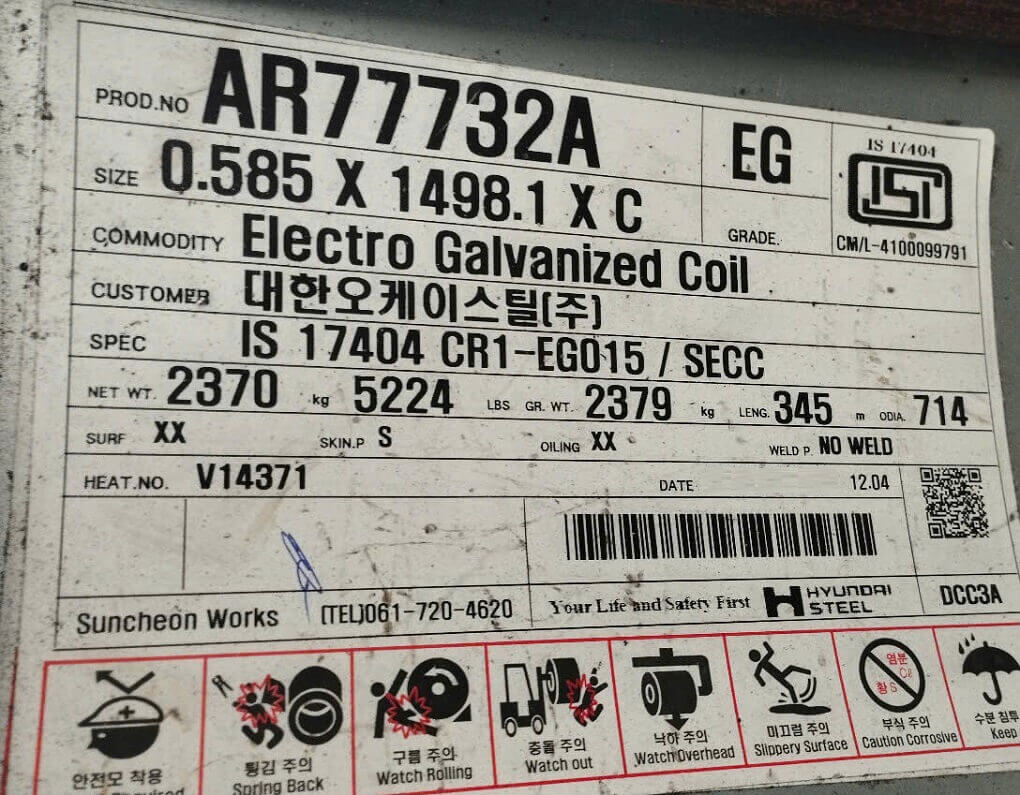 PROD.NO AR77732A EG IS 17404
SIZE 0.585 X 1498.1 X C GRADE. CM/L-4100099791
COMMODITY Electro Galvanized Coil
CUSTOMER 대한오케이스틸(주)
SPEC IS 17404 CR1-EG015 / SECC
NET WT. 2370 kg 5224 LBS GR. WT. 2379 kg LENG. 345 m ODIA. 714
SURF XX SKIN.P S OILING XX WELD P. NO WELD
HEAT.NO. V14371 DATE 12.04
Suncheon Works (TEL)061-720-4620 Your Life and Safety First HYUNDAI STEEL DCC3A
염분 Cl
황 S
안전모 착용 튕김 주의 구름 주의 충돌 주의 낙하 주의 미끄럼 주의 부식 주의 수분 침투
Spring Back Watch Rolling Watch out Watch Overhead Slippery Surface Caution Corrosive Keep